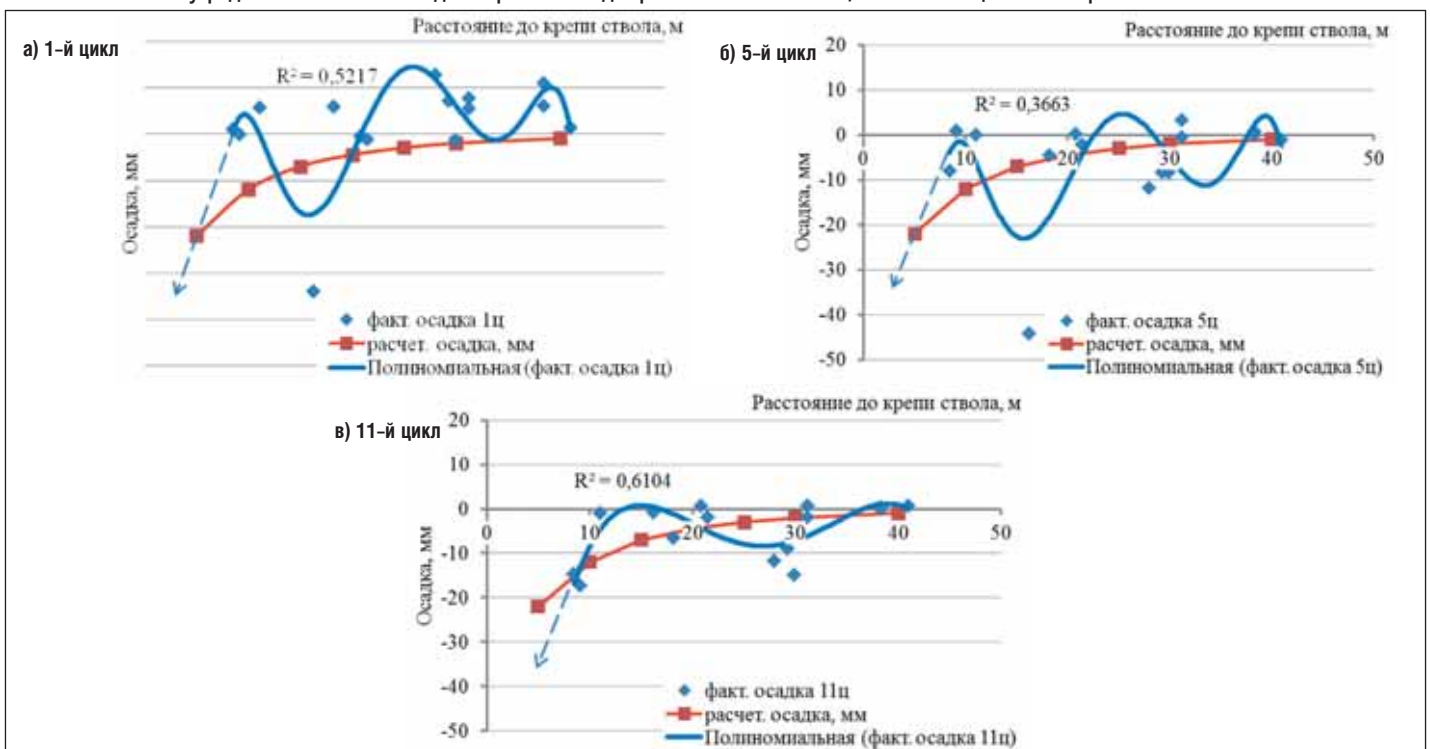 а) 1-й цикл
Расстояние до крепи ствола, м
R² = 0,5217
Осадка, мм
факт. осадка 1ц
расчет. осадка, мм
Полиномиальная (факт. осадка 1ц)
б) 5-й цикл
Расстояние до крепи ствола, м
20
10
0
-10
-20
-30
-40
-50
R² = 0,3663
0
10
20
30
40
50
Осадка, мм
факт. осадка 5ц
расчет. осадка, мм
Полиномиальная (факт. осадка 5ц)
в) 11-й цикл
Расстояние до крепи ствола, м
20
10
0
-10
-20
-30
-40
-50
R² = 0,6104
0
10
20
30
40
50
Осадка, мм
факт. осадка 11ц
расчет. осадка, мм
Полиномиальная (факт. осадка 11ц)